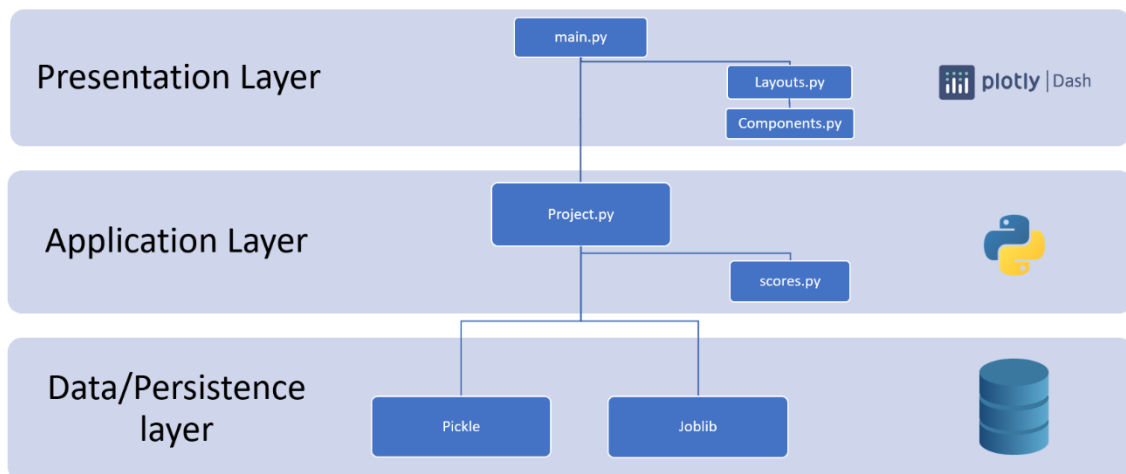 main.py
Presentation Layer
Layouts.py
plotly | Dash
Components.py
Project.py
Application Layer
scores.py
Data/Persistence
layer
Pickle
Joblib